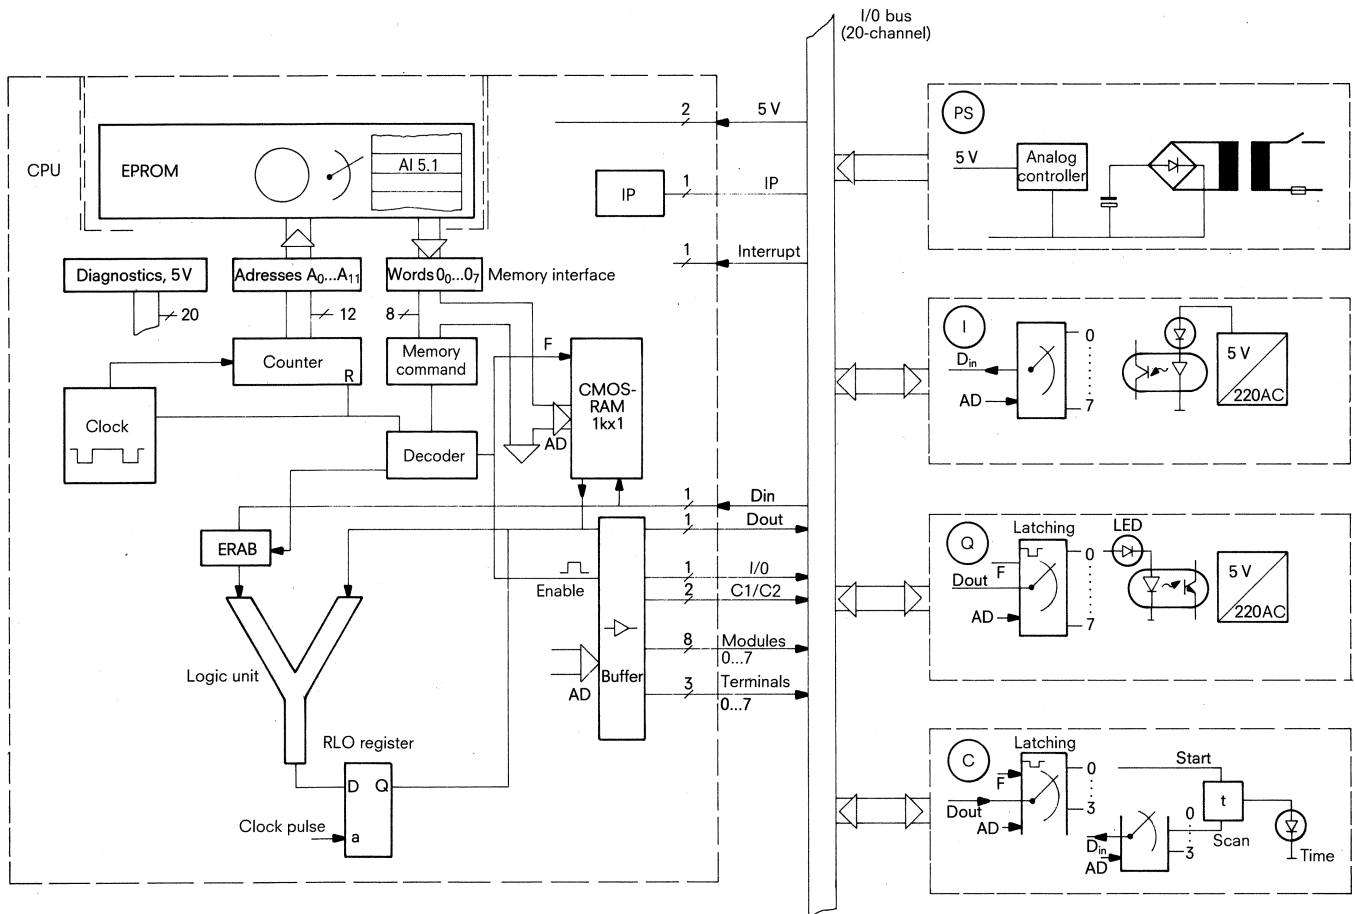 I/0 bus
(20-channel)
CPU
EPROM
AI 5.1
2
5 V
IP
1
IP
1
Interrupt
Diagnostics, 5V
20
Adresses A₀...A₁₁
12
Words 0₀...0₇
Memory interface
8
Counter
R
Memory
command
F
CMOS-
RAM
1kx1
AD
Clock
Decoder
1
Din
1
Dout
ERAB
Enable
1
I/0
2
C1/C2
8
Modules
0...7
3
Terminals
0...7
Buffer
AD
Logic unit
RLO register
D
Q
Clock pulse
a
PS
5 V
Analog
controller
I
Din
AD
0
7
5 V
220AC
Q
Latching
LED
F
Dout
AD
0
7
5 V
220AC
C
Latching
F
Dout
AD
0
3
Start
t
0
3
Scan
Din
AD
Time